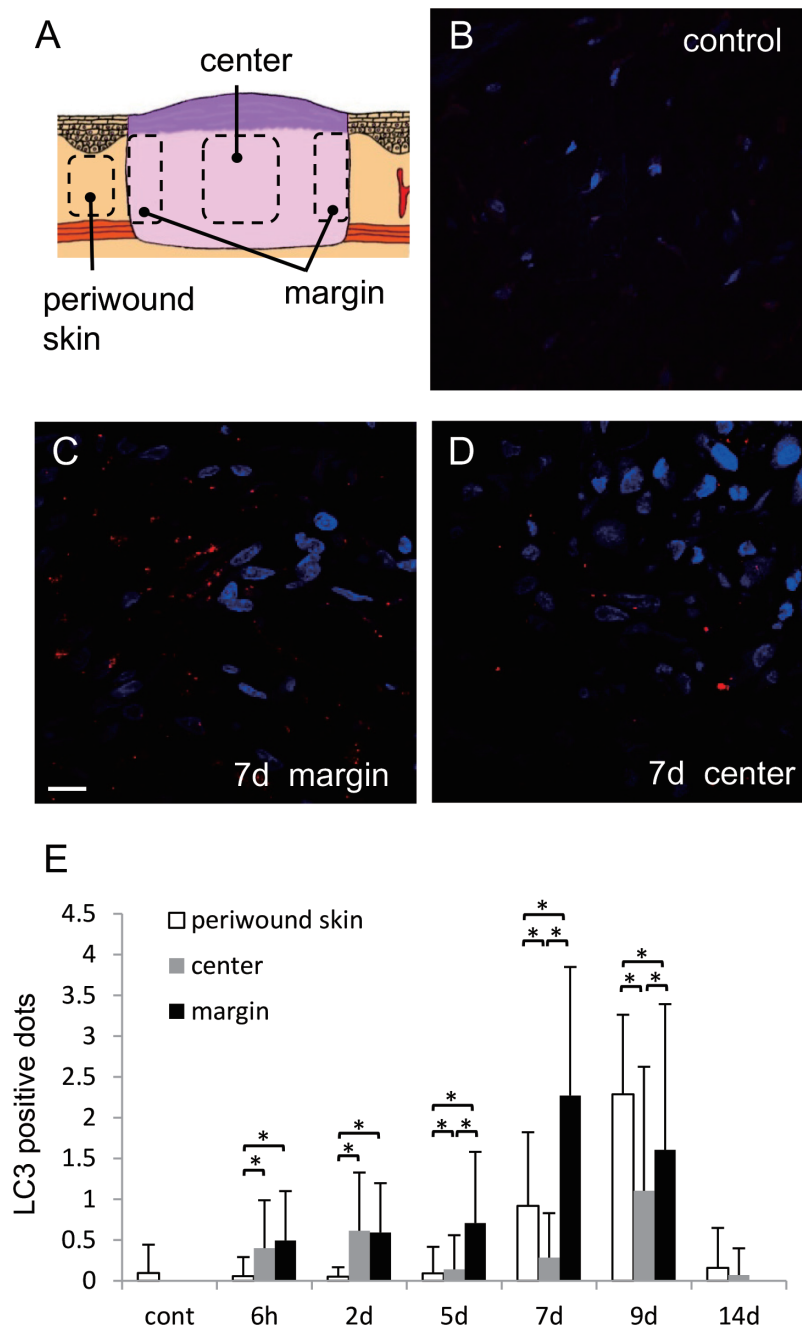 A
center
periwound
skin
margin
B
control
C
7d margin
D
7d center
E
LC3 positive dots
4.5
4
3.5
3
2.5
2
1.5
1
0.5
0
periwound skin
center
margin
* *
* *
* * *
* * *
* * *
cont 6h 2d 5d 7d 9d 14d